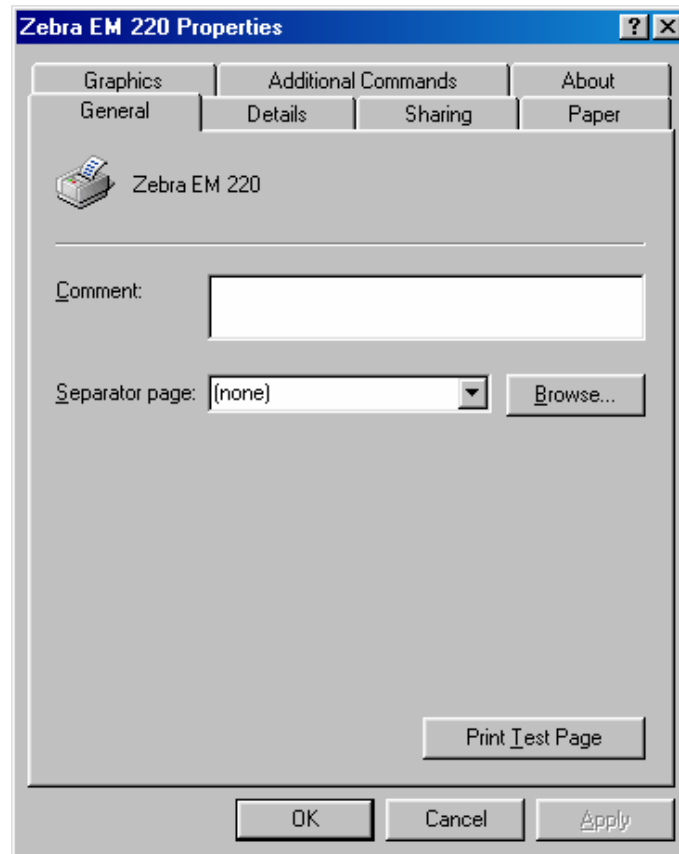 Zebra EM 220 Properties
Graphics Additional Commands About
General Details Sharing Paper
Zebra EM 220
Comment:
Separator page: (none) Browse...
Print Test Page
OK Cancel Apply